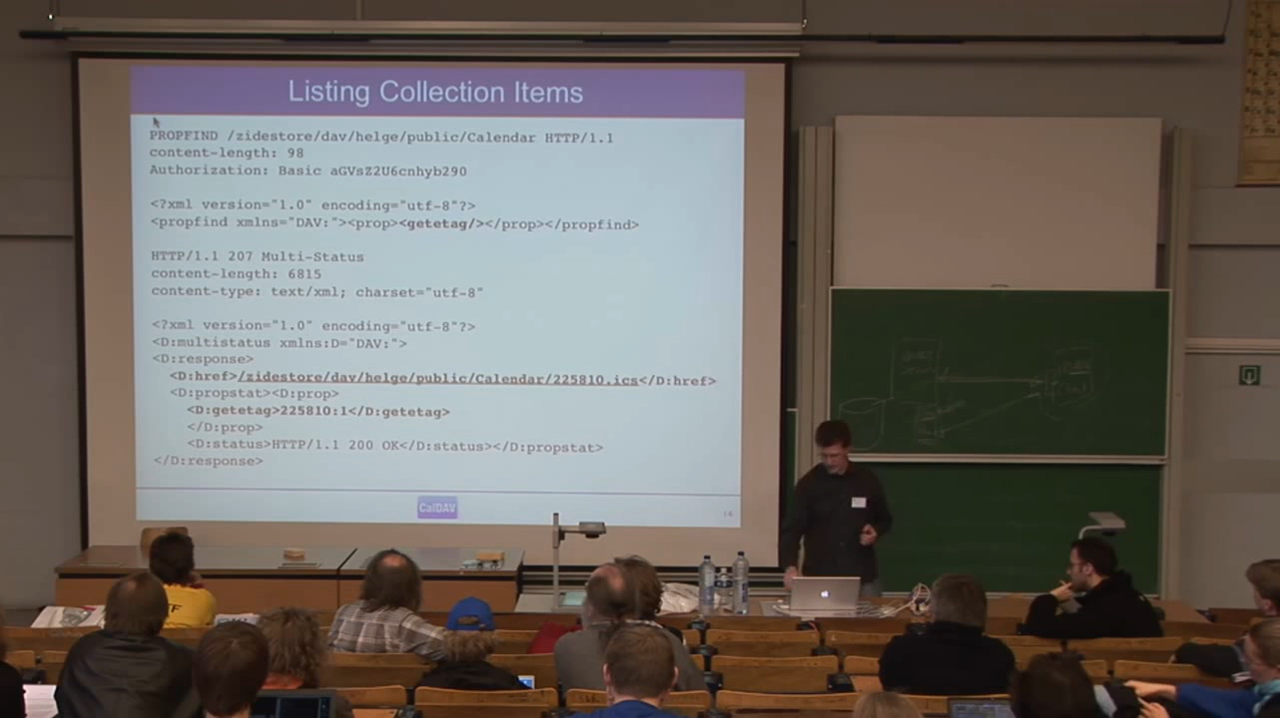 Listing Collection Items
PROPFIND /zidestore/dav/helge/public/Calendar HTTP/1.1
content-length: 98
Authorization: Basic aGVsZ2U6cnhyb290
<?xml version="1.0" encoding="utf-8"?>
<propfind xmlns="DAV:"><prop><getetag/></prop></propfind>
HTTP/1.1 207 Multi-Status
content-length: 6815
content-type: text/xml; charset="utf-8"
<?xml version="1.0" encoding="utf-8"?>
<D:multistatus xmlns:D="DAV:">
<D:response>
<D:href>/zidestore/dav/helge/public/Calendar/225810.ics</D:href>
<D:propstat><D:prop>
<D:getetag>225810:1</D:getetag>
</D:prop>
<D:status>HTTP/1.1 200 OK</D:status></D:propstat>
</D:response>
CalDAV
14